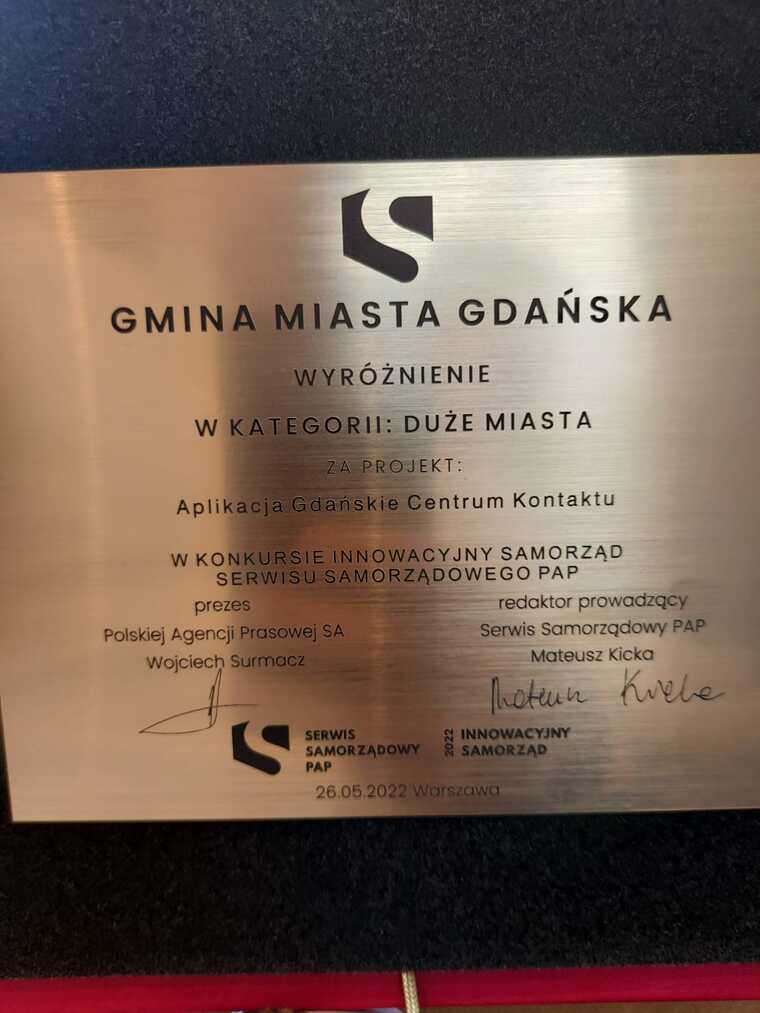 GMINA MIASTA GDAŃSKA
WYRÓŻNIENIE
W KATEGORII: DUŻE MIASTA
ZA PROJEKT:
Aplikacja Gdańskie Centrum Kontaktu
W KONKURSIE INNOWACYJNY SAMORZĄD
SERWISU SAMORZĄDOWEGO PAP
prezes
Polskiej Agencji Prasowej SA
Wojciech Surmacz
redaktor prowadzący
Serwis Samorządowy PAP
Mateusz Kicka
Mateusz Kicka
SERWIS
SAMORZĄDOWY
PAP
2022
INNOWACYJNY
SAMORZĄD
26.05.2022 Warszawa